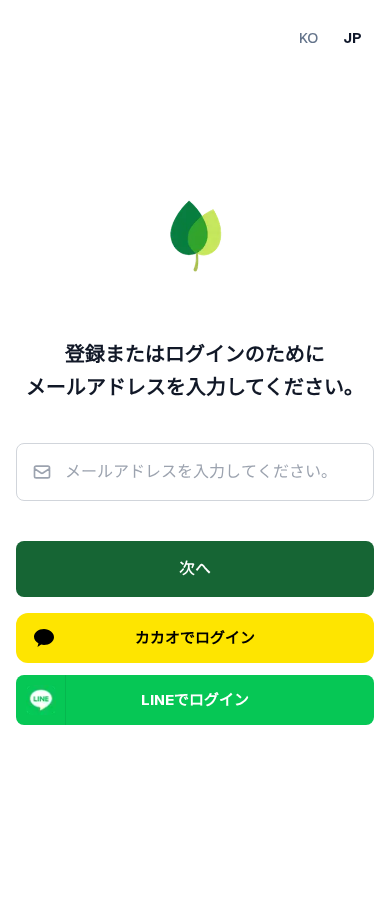 KO JP
登録またはログインのために
メールアドレスを入力してください。
メールアドレスを入力してください。
次へ
カカオでログイン
LINE LINEでログイン